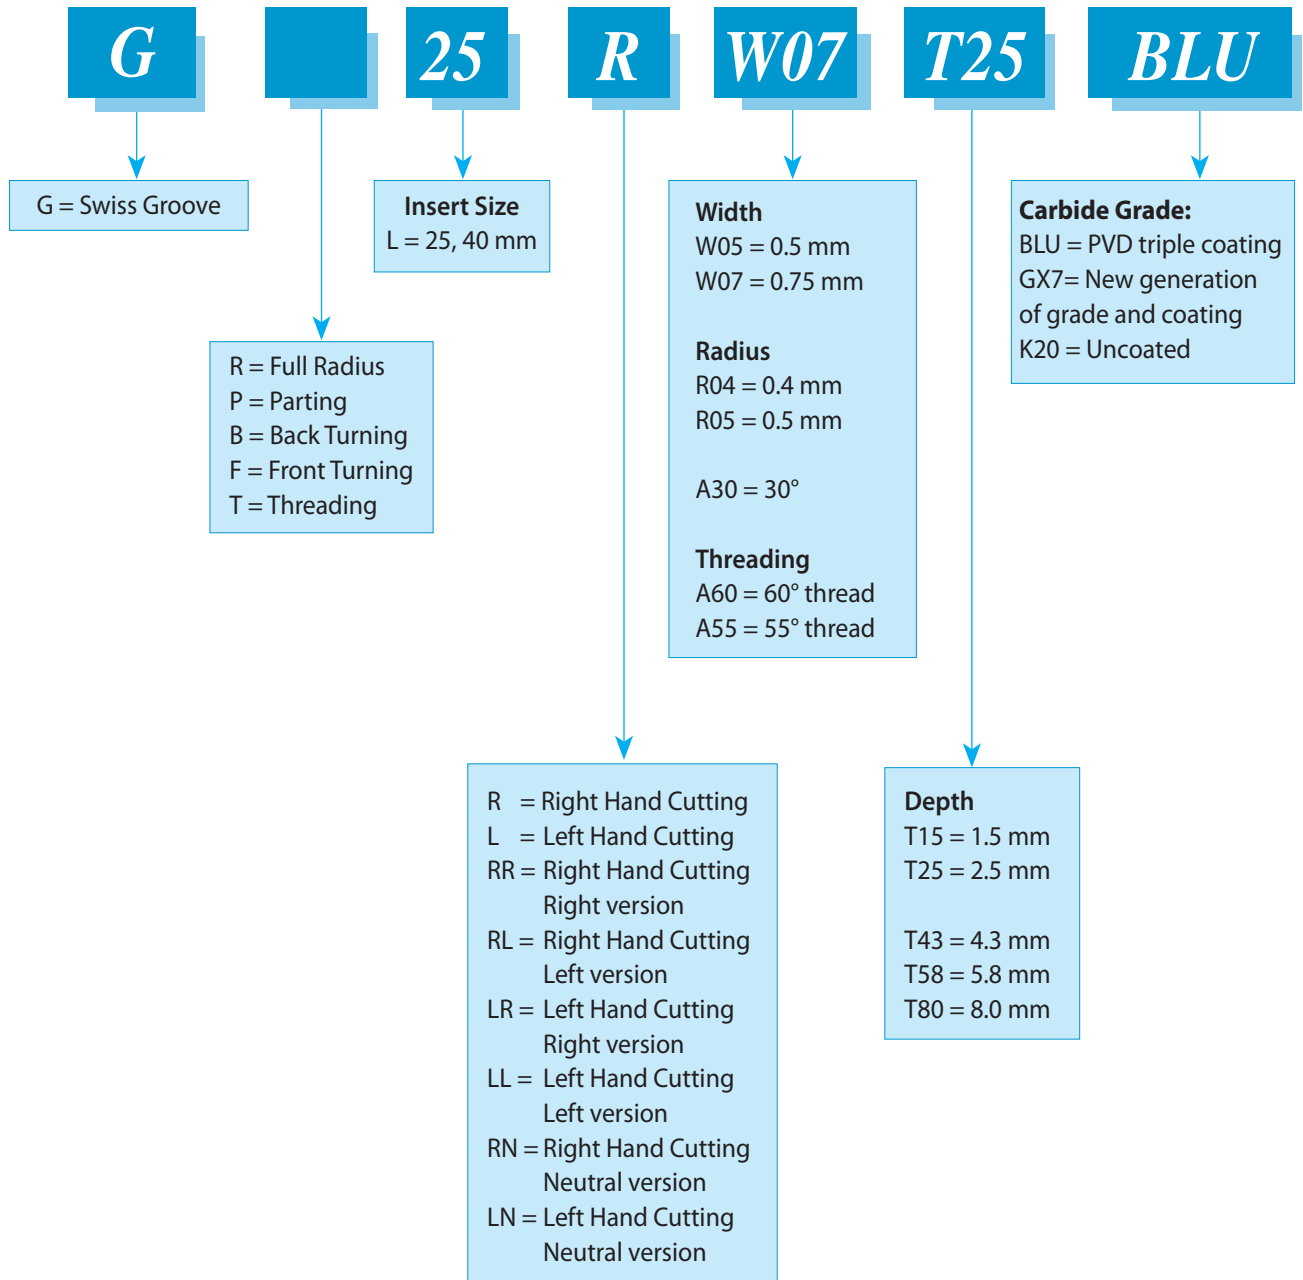 G 25 R W07 T25 BLU
G = Swiss Groove
R = Full Radius
P = Parting
B = Back Turning
F = Front Turning
T = Threading
Insert Size
L = 25, 40 mm
R = Right Hand Cutting
L = Left Hand Cutting
RR = Right Hand Cutting
Right version
RL = Right Hand Cutting
Left version
LR = Left Hand Cutting
Right version
LL = Left Hand Cutting
Left version
RN = Right Hand Cutting
Neutral version
LN = Left Hand Cutting
Neutral version
Width
W05 = 0.5 mm
W07 = 0.75 mm
Radius
R04 = 0.4 mm
R05 = 0.5 mm
A30 = 30°
Threading
A60 = 60° thread
A55 = 55° thread
Depth
T15 = 1.5 mm
T25 = 2.5 mm
T43 = 4.3 mm
T58 = 5.8 mm
T80 = 8.0 mm
Carbide Grade:
BLU = PVD triple coating
GX7= New generation
of grade and coating
K20 = Uncoated